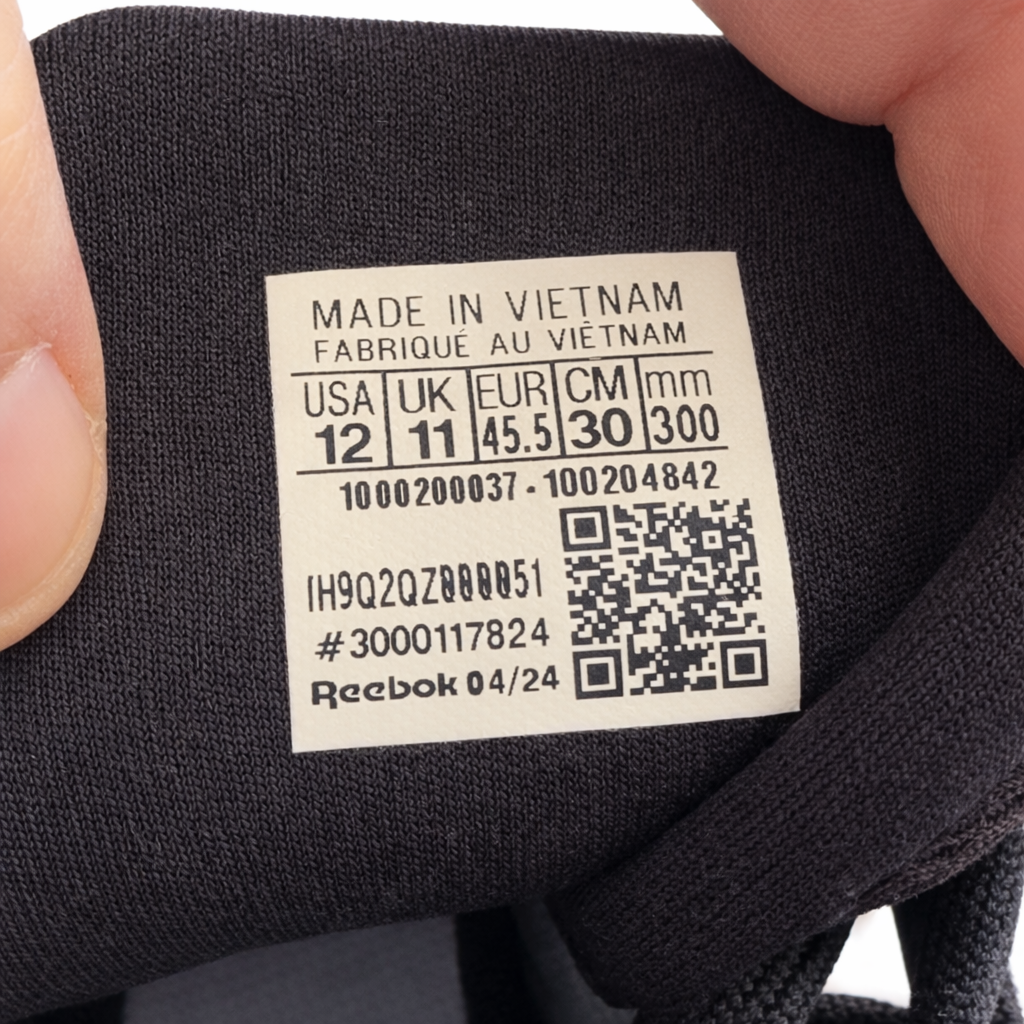 MADE IN VIETNAM
FABRIQUÉ AU VIÊTNAM
USA UK EUR CM mm
12 11 45.5 30 300
1000200037 - 100204842
IH9Q2QZ000051
#3000117824
Reebok 04/24